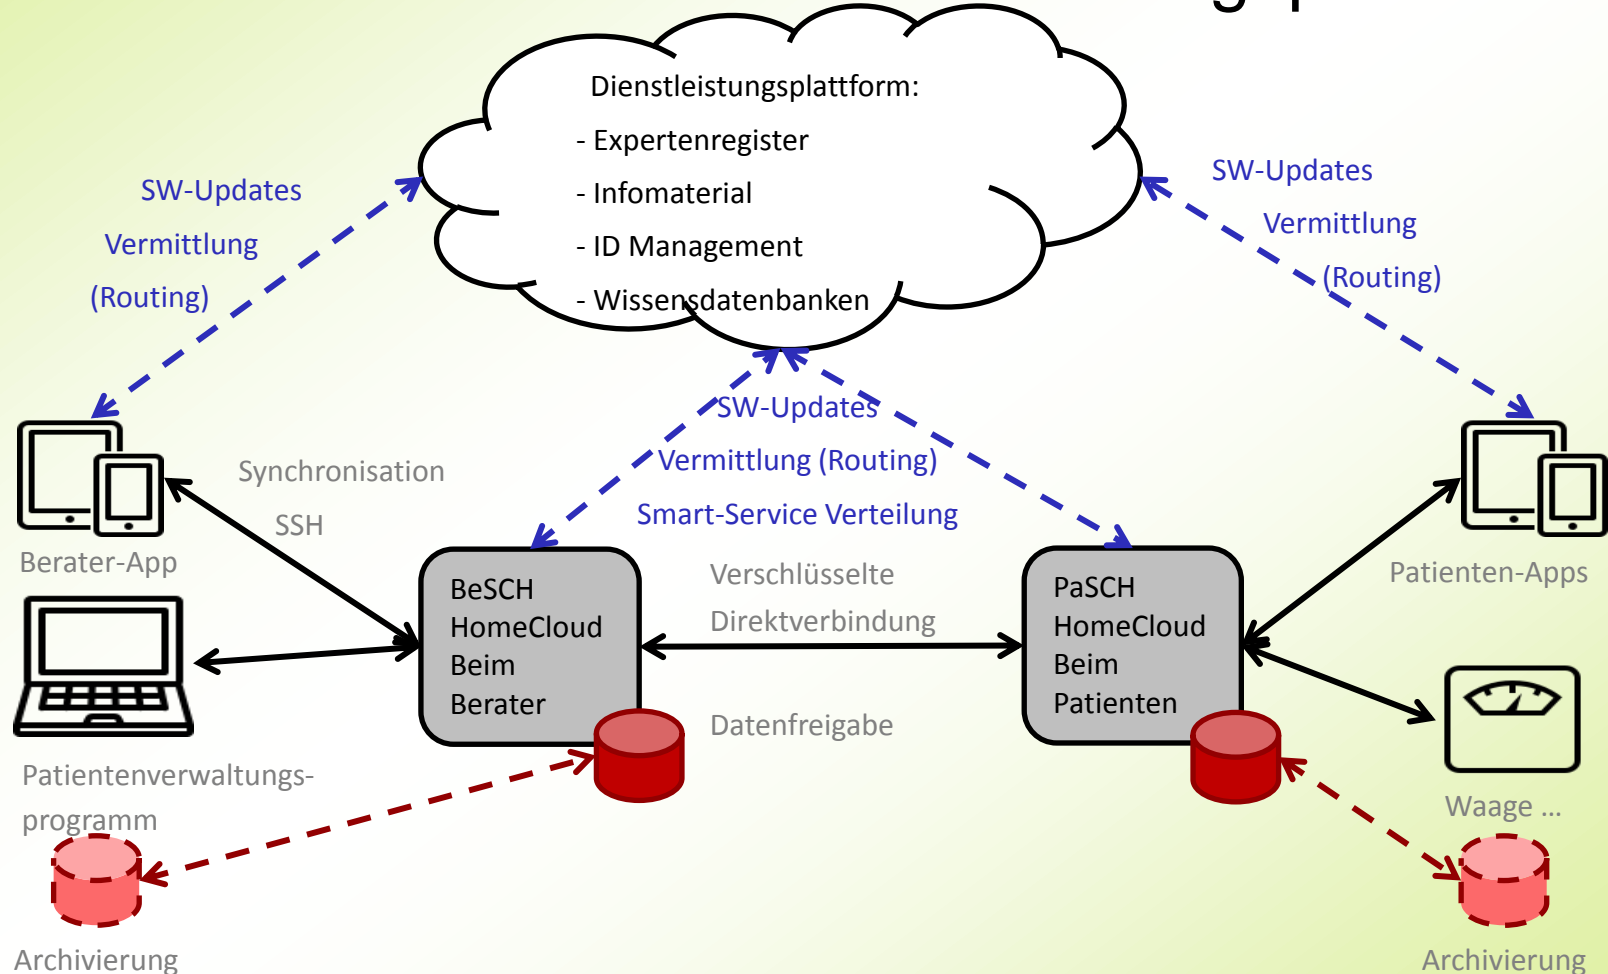 Dienstleistungsplattform:
- Expertenregister
- Infomaterial
- ID Management
- Wissensdatenbanken
SW-Updates
Vermittlung
(Routing)
SW-Updates
Vermittlung
(Routing)
SW-Updates
Vermittlung (Routing)
Smart-Service Verteilung
Synchronisation
SSH
Berater-App
Patientenverwaltungs-
programm
Archivierung
BeSCH
HomeCloud
Beim
Berater
Verschlüsselte
Direktverbindung
Datenfreigabe
PaSCH
HomeCloud
Beim
Patienten
Patienten-Apps
Waage ...
Archivierung